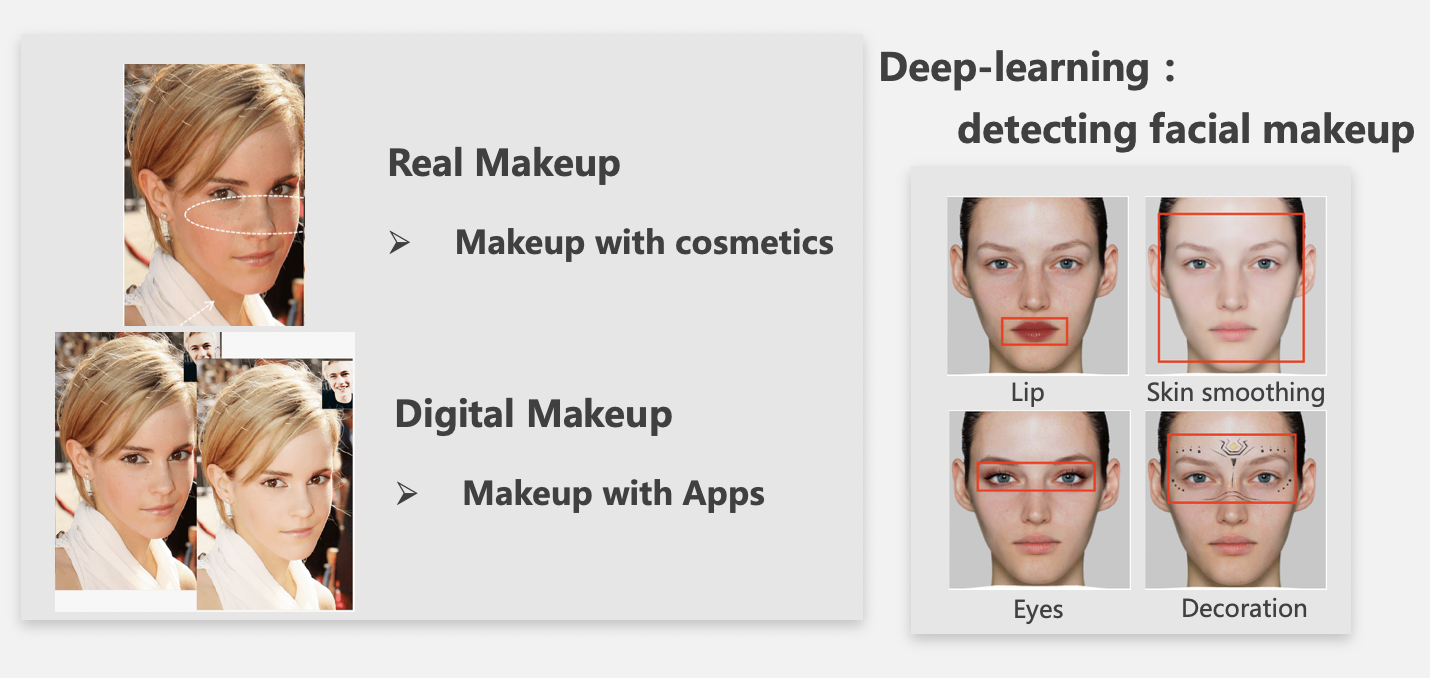 Real Makeup
➢ Makeup with cosmetics
Digital Makeup
➢ Makeup with Apps
Deep-learning：
detecting facial makeup
Lip
Skin smoothing
Eyes
Decoration